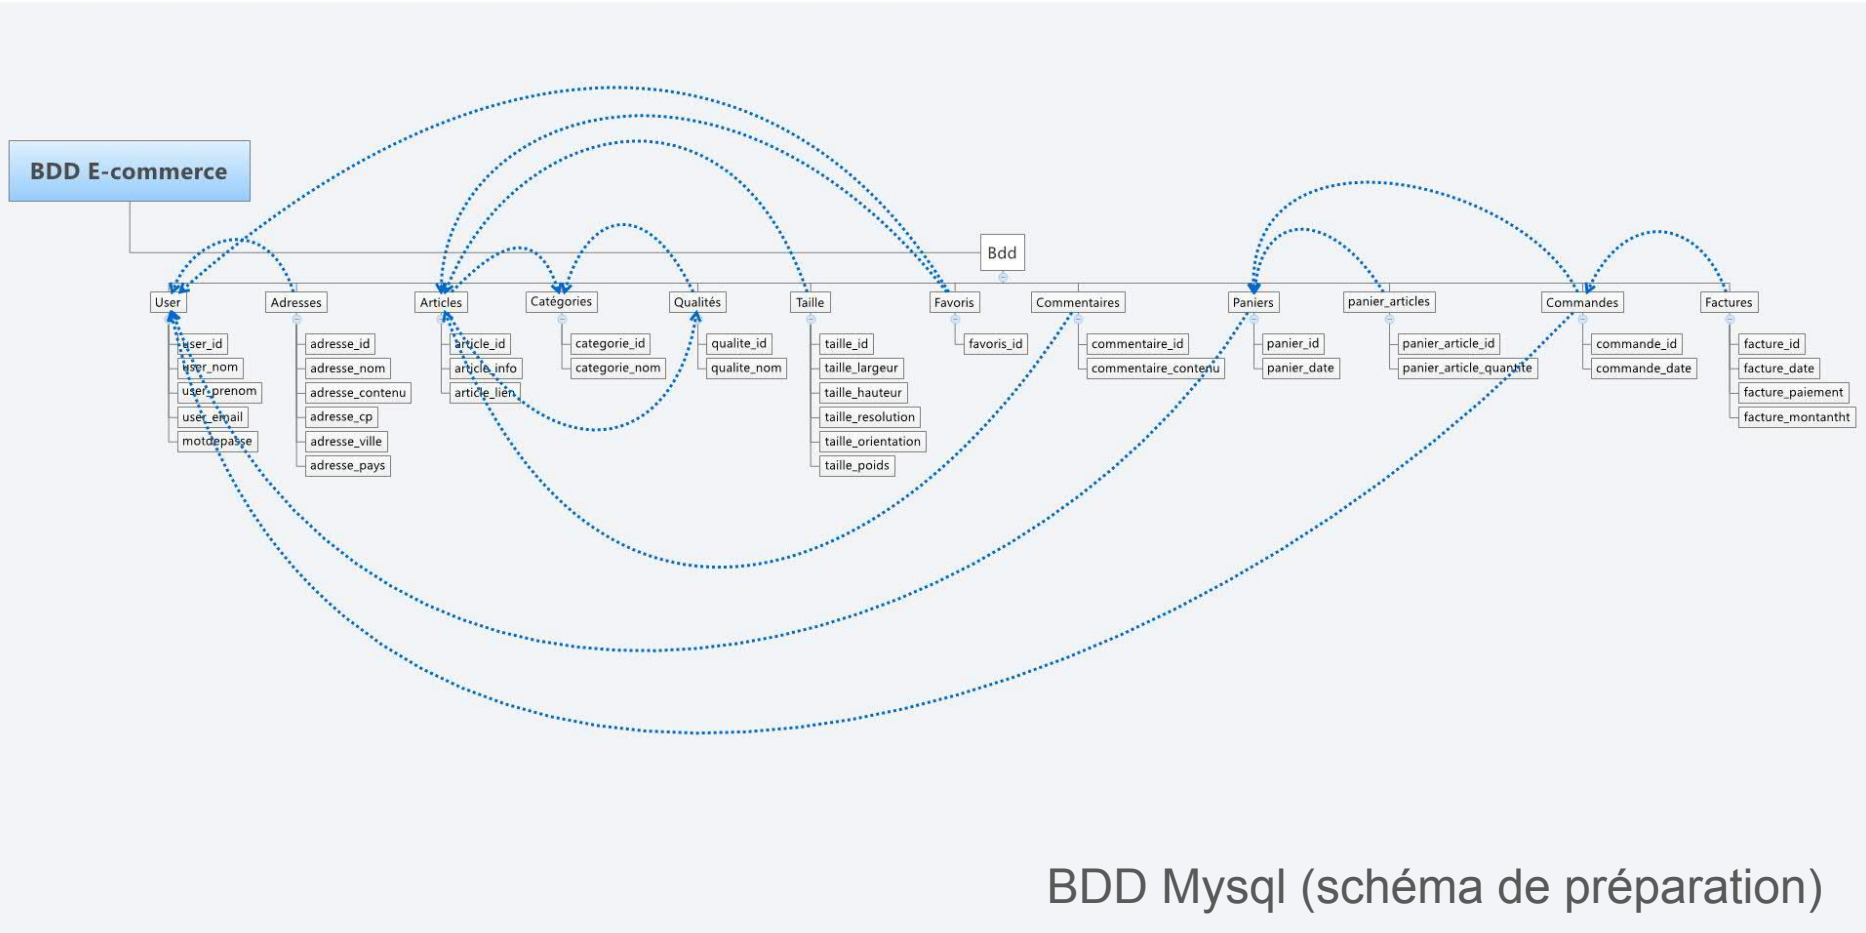 BDD E-commerce
Bdd
User
Adresses
Articles
Catégories
Qualités
Taille
Favoris
Commentaires
Paniers
panier_articles
Commandes
Factures
user_id
user_nom
user_prenom
user_email
motdepasse
adresse_id
adresse_nom
adresse_contenu
adresse_cp
adresse_ville
adresse_pays
article_id
article_info
article_lien
categorie_id
categorie_nom
qualite_id
qualite_nom
taille_id
taille_largeur
taille_hauteur
taille_resolution
taille_orientation
taille_poids
favoris_id
commentaire_id
commentaire_contenu
panier_id
panier_date
panier_article_id
panier_article_quantite
commande_id
commande_date
facture_id
facture_date
facture_paiement
facture_montantht
BDD Mysql (schéma de préparation)